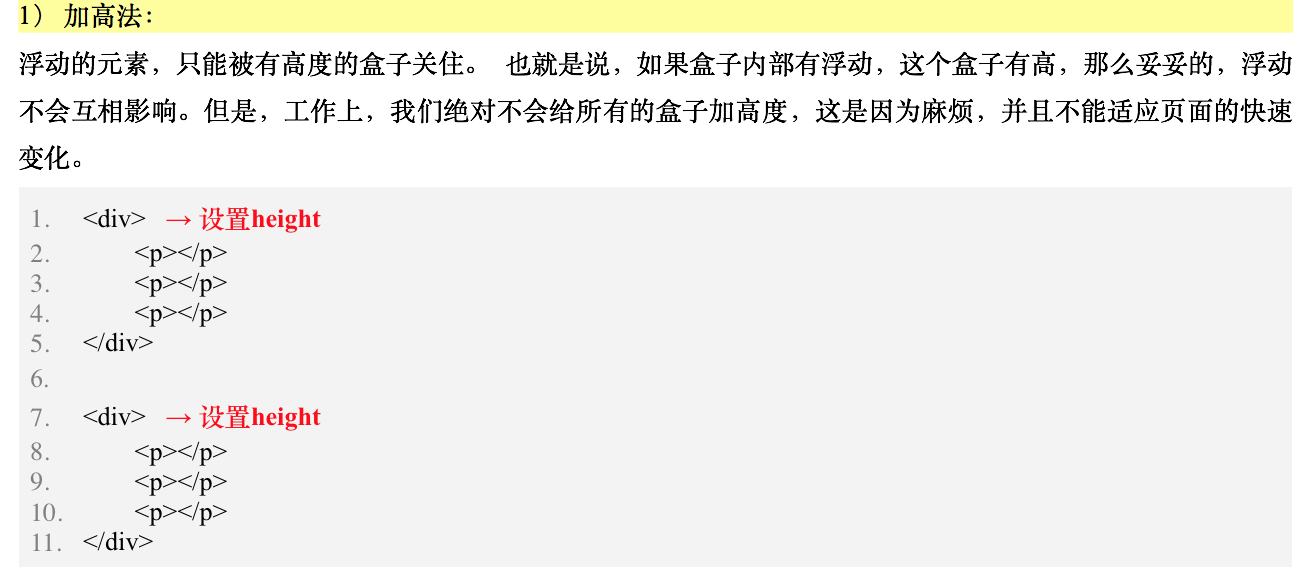 1） 加高法：
浮动的元素，只能被有高度的盒子关住。 也就是说，如果盒子内部有浮动，这个盒子有高，那么妥妥的，浮动
不会互相影响。但是，工作上，我们绝对不会给所有的盒子加高度，这是因为麻烦，并且不能适应页面的快速
变化。
1. <div> → 设置height
2. <p></p>
3. <p></p>
4. <p></p>
5. </div>
6.
7. <div> → 设置height
8. <p></p>
9. <p></p>
10. <p></p>
11. </div>